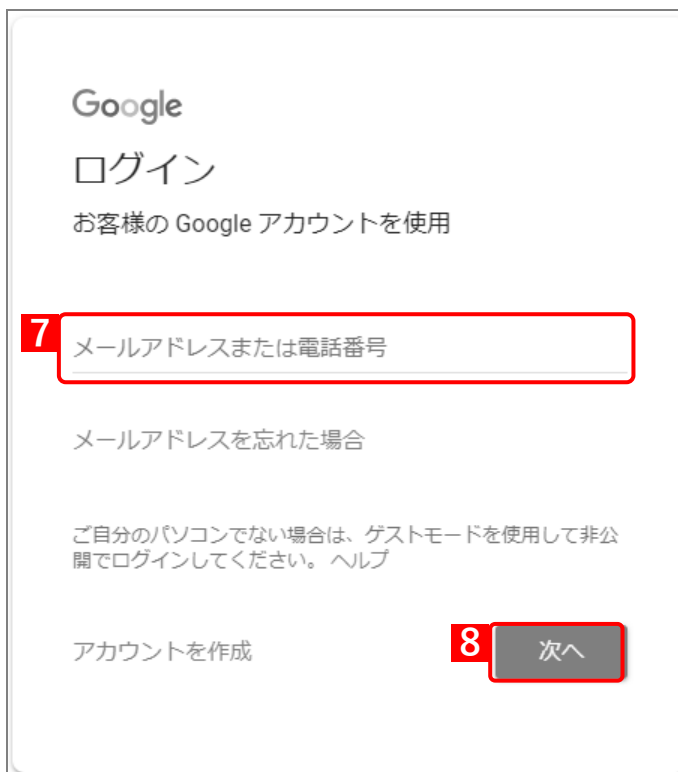 Google
ログイン
お客様の Google アカウントを使用
7
メールアドレスまたは電話番号
メールアドレスを忘れた場合
ご自分のパソコンでない場合は、ゲストモードを使用して非公
開でログインしてください。 ヘルプ
アカウントを作成
8
次へ